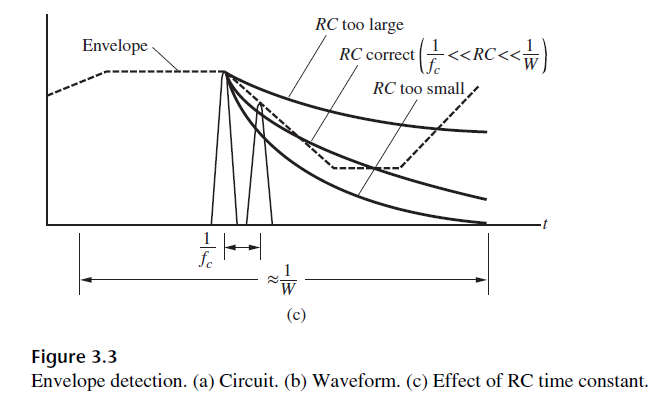 RC too large
Envelope
RC correct (1/f_c <<RC<< 1/W)
RC too small
t
1/f_c
≈ 1/W
(c)
Figure 3.3
Envelope detection. (a) Circuit. (b) Waveform. (c) Effect of RC time constant.